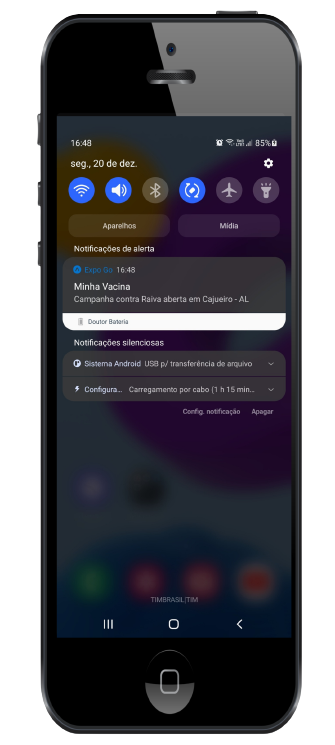 16:48 85%
seg., 20 de dez.
Aparelhos Mídia
Notificações de alerta
Expo Go 16:48
Minha Vacina
Campanha contra Raiva aberta em Cajueiro - AL
Doutor Bateria
Notificações silenciosas
Sistema Android USB p/ transferência de arquivo
Configura... Carregamento por cabo (1 h 15 min...
Config. notificação Apagar
TIMBRASIL|TIM